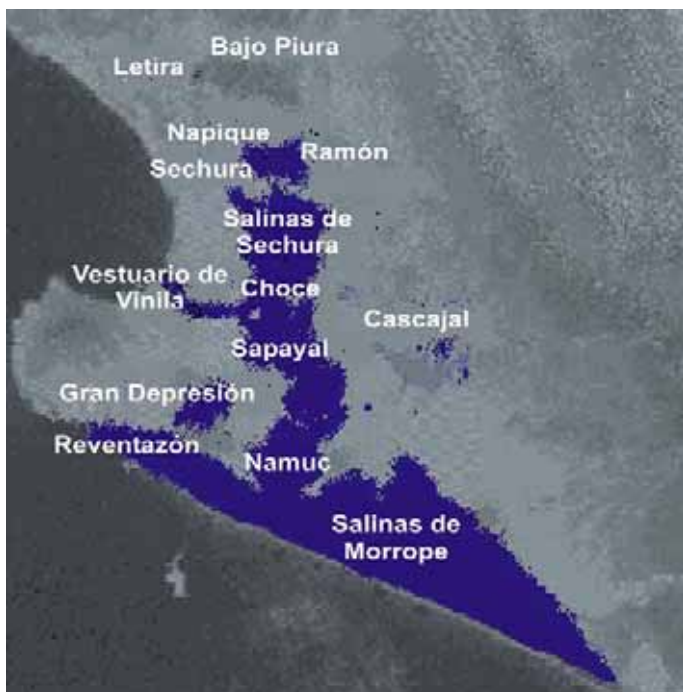 Bajo Piura
Letira
Napique
Ramón
Sechura
Salinas de
Sechura
Vestuario de
Vinila
Choce
Cascajal
Sapayal
Gran Depresión
Reventazón
Namuc
Salinas de
Morrope